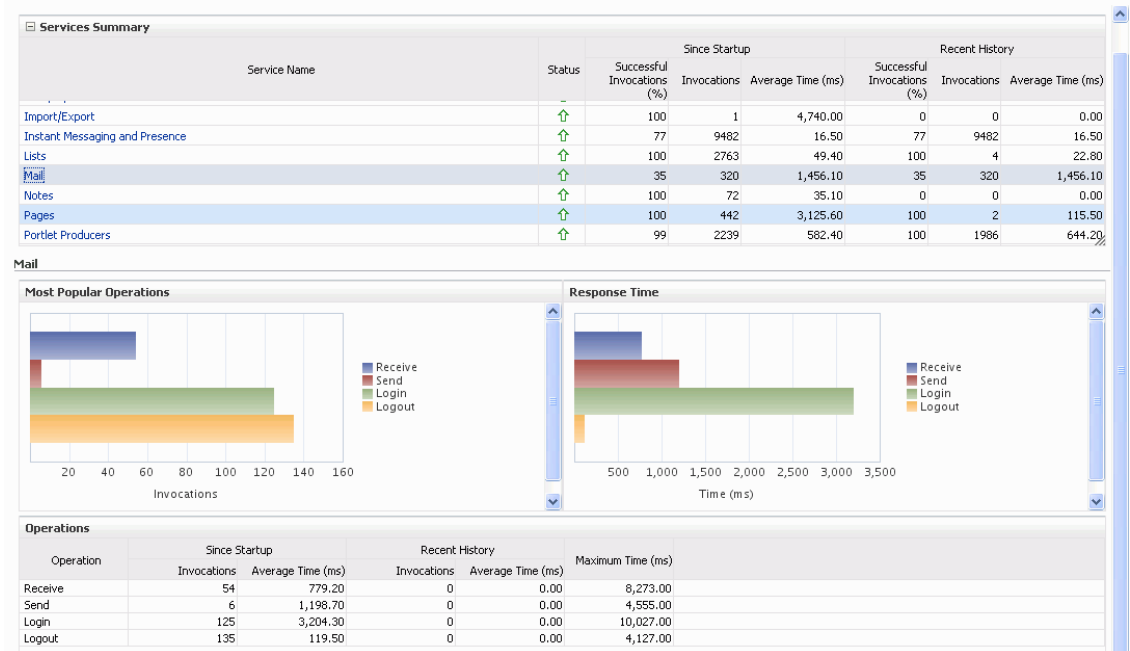 Services Summary
Since Startup Recent History
Service Name Status Successful Invocations (%) Invocations Average Time (ms) Successful Invocations (%) Invocations Average Time (ms)
Import/Export 100 1 4,740.00 0 0 0.00
Instant Messaging and Presence 77 9482 16.50 77 9482 16.50
Lists 100 2763 49.40 100 4 22.80
Mail 35 320 1,456.10 35 320 1,456.10
Notes 100 72 35.10 0 0 0.00
Pages 100 442 3,125.60 100 2 115.50
Portlet Producers 99 2239 582.40 100 1986 644.20
Mail
Most Popular Operations
Receive
Send
Login
Logout
20 40 60 80 100 120 140 160
Invocations
Response Time
Receive
Send
Login
Logout
500 1,000 1,500 2,000 2,500 3,000 3,500
Time (ms)
Operations
Operation Since Startup Recent History Maximum Time (ms)
Invocations Average Time (ms) Invocations Average Time (ms)
Receive 54 779.20 0 0.00 8,273.00
Send 6 1,198.70 0 0.00 4,555.00
Login 125 3,204.30 0 0.00 10,027.00
Logout 135 119.50 0 0.00 4,127.00